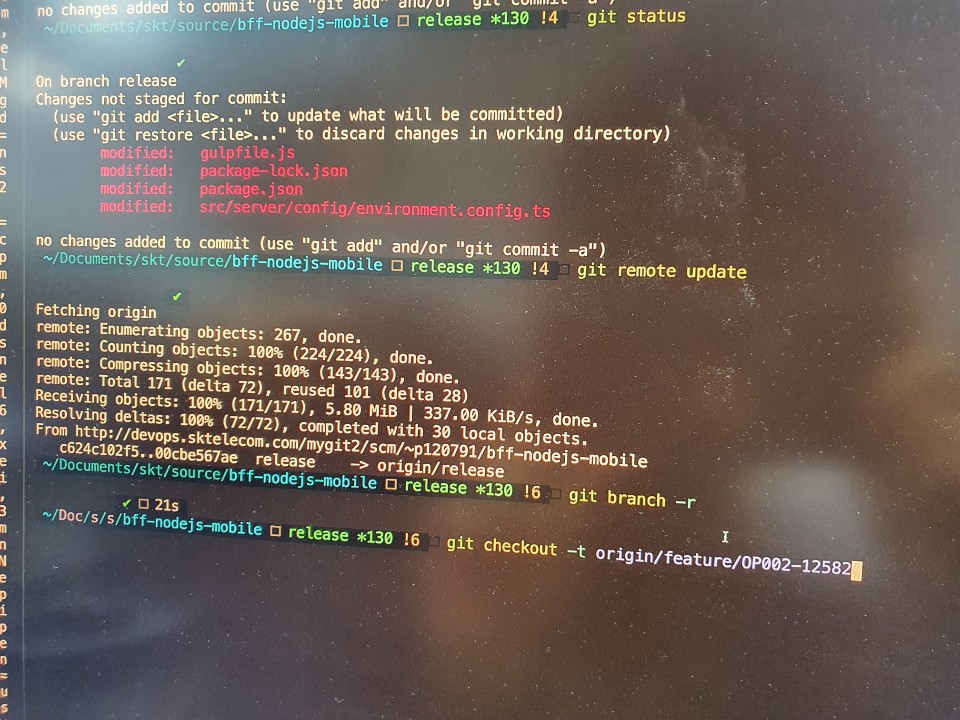 no changes added to commit (use "git add" and/or "git commit -a")
~/Documents/skt/source/bff-nodejs-mobile release *130 !4 git status
✔
On branch release
Changes not staged for commit:
(use "git add <file>..." to update what will be committed)
(use "git restore <file>..." to discard changes in working directory)
modified: gulpfile.js
modified: package-lock.json
modified: package.json
modified: src/server/config/environment.config.ts
no changes added to commit (use "git add" and/or "git commit -a")
~/Documents/skt/source/bff-nodejs-mobile release *130 !4 git remote update
✔
Fetching origin
remote: Enumerating objects: 267, done.
remote: Counting objects: 100% (224/224), done.
remote: Compressing objects: 100% (143/143), done.
remote: Total 171 (delta 72), reused 101 (delta 28)
Receiving objects: 100% (171/171), 5.80 MiB | 337.00 KiB/s, done.
Resolving deltas: 100% (72/72), completed with 30 local objects.
From http://devops.sktelecom.com/mygit2/scm/~p120791/bff-nodejs-mobile
c624c102f5..00cbe567ae release -> origin/release
~/Documents/skt/source/bff-nodejs-mobile release *130 !6 git branch -r
✔ 21s
~/Doc/s/s/bff-nodejs-mobile release *130 !6 git checkout -t origin/feature/OP002-12582